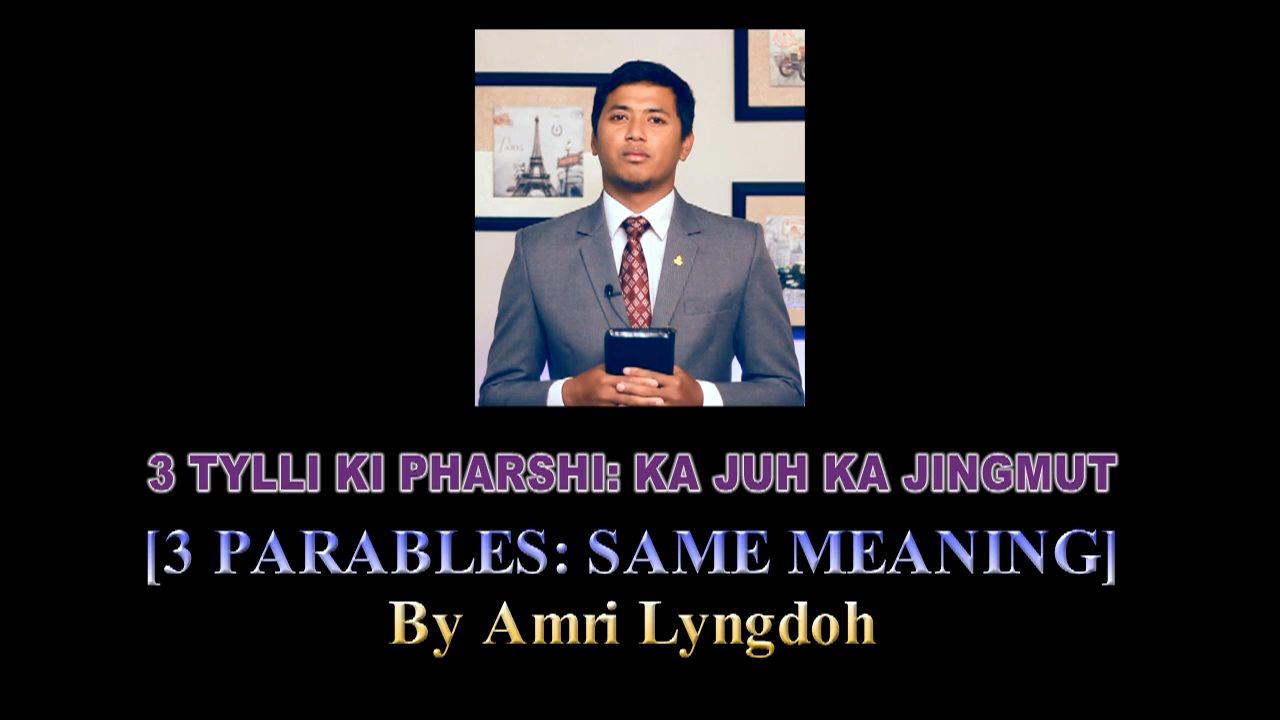 3 TYLLI KI PHARSHI: KA JUH KA JINGMUT
[3 PARABLES: SAME MEANING]
By Amri Lyngdoh